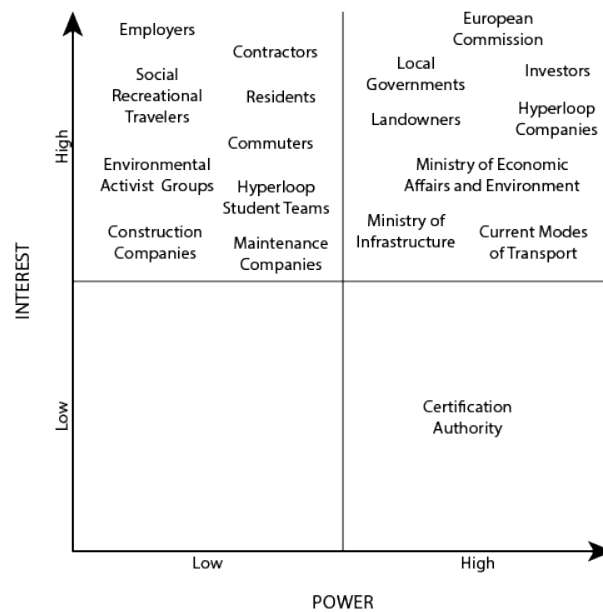 Employers
Contractors
Social
Recreational
Travelers
Residents
Commuters
Environmental
Activist Groups
Hyperloop
Student Teams
Construction
Companies
Maintenance
Companies
European
Commission
Local
Governments
Investors
Landowners
Hyperloop
Companies
Ministry of Economic
Affairs and Environment
Ministry of
Infrastructure
Current Modes
of Transport
Certification
Authority
High
Low
INTEREST
Low
High
POWER